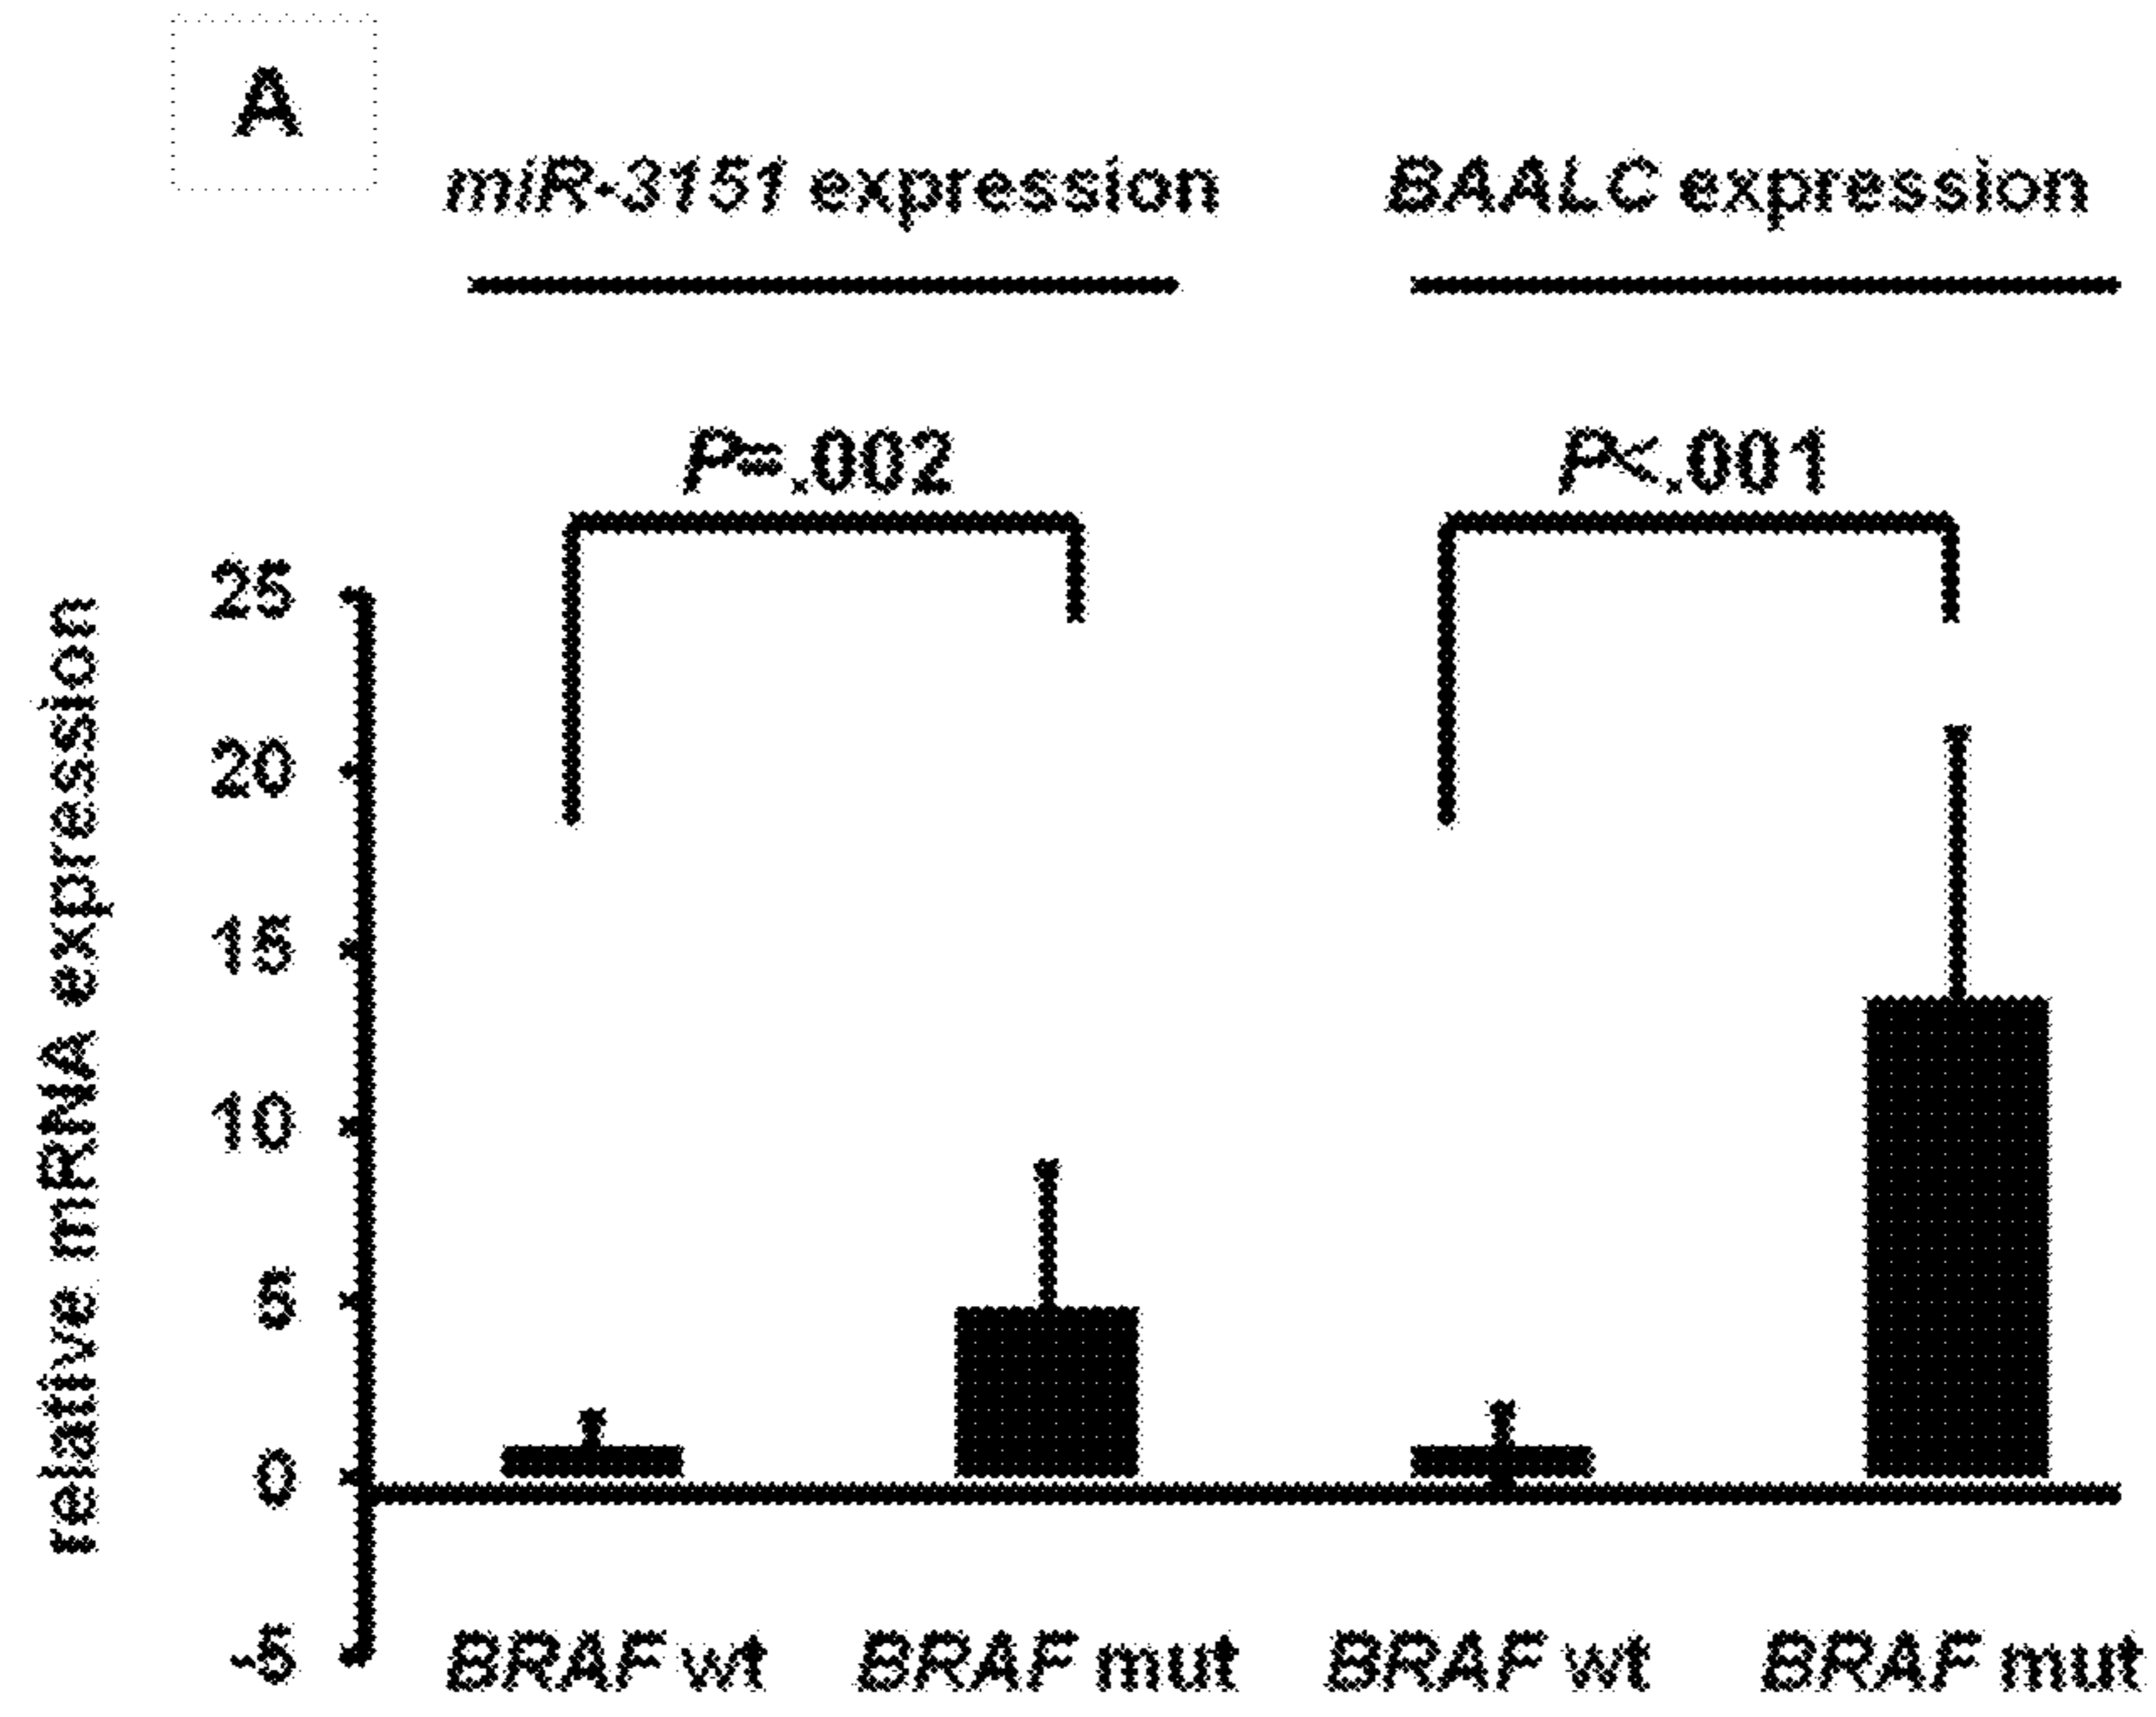 A
miR-3151 expression
BAALC expression
P=.002
P<.001
relative mRNA expression
25
20
15
10
5
0
-5
BRAF wt
BRAF mut
BRAF wt
BRAF mut